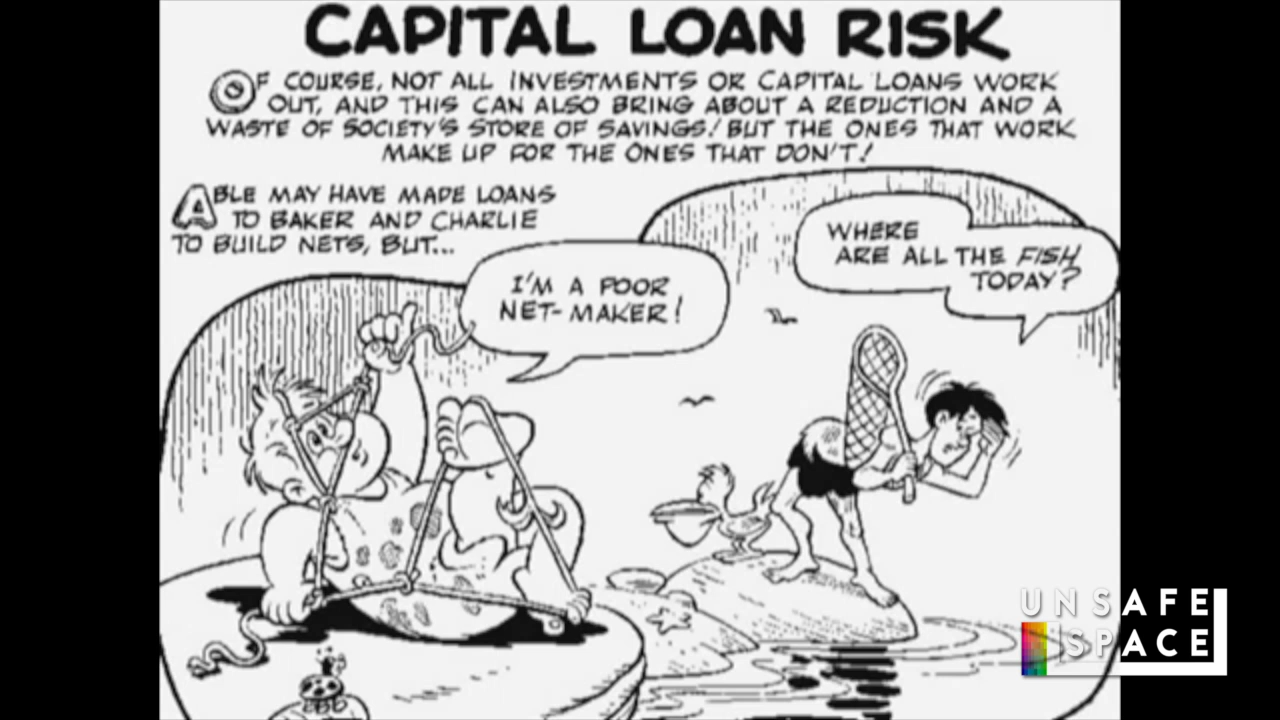 CAPITAL LOAN RISK
OF COURSE, NOT ALL INVESTMENTS OR CAPITAL LOANS WORK
OUT, AND THIS CAN ALSO BRING ABOUT A REDUCTION AND A
WASTE OF SOCIETY'S STORE OF SAVINGS! BUT THE ONES THAT WORK
MAKE UP FOR THE ONES THAT DON'T!
ABLE MAY HAVE MADE LOANS
TO BAKER AND CHARLIE
TO BUILD NETS, BUT...
I'M A POOR
NET-MAKER!
WHERE
ARE ALL THE FISH
TODAY?
UNSAFE
SPACE